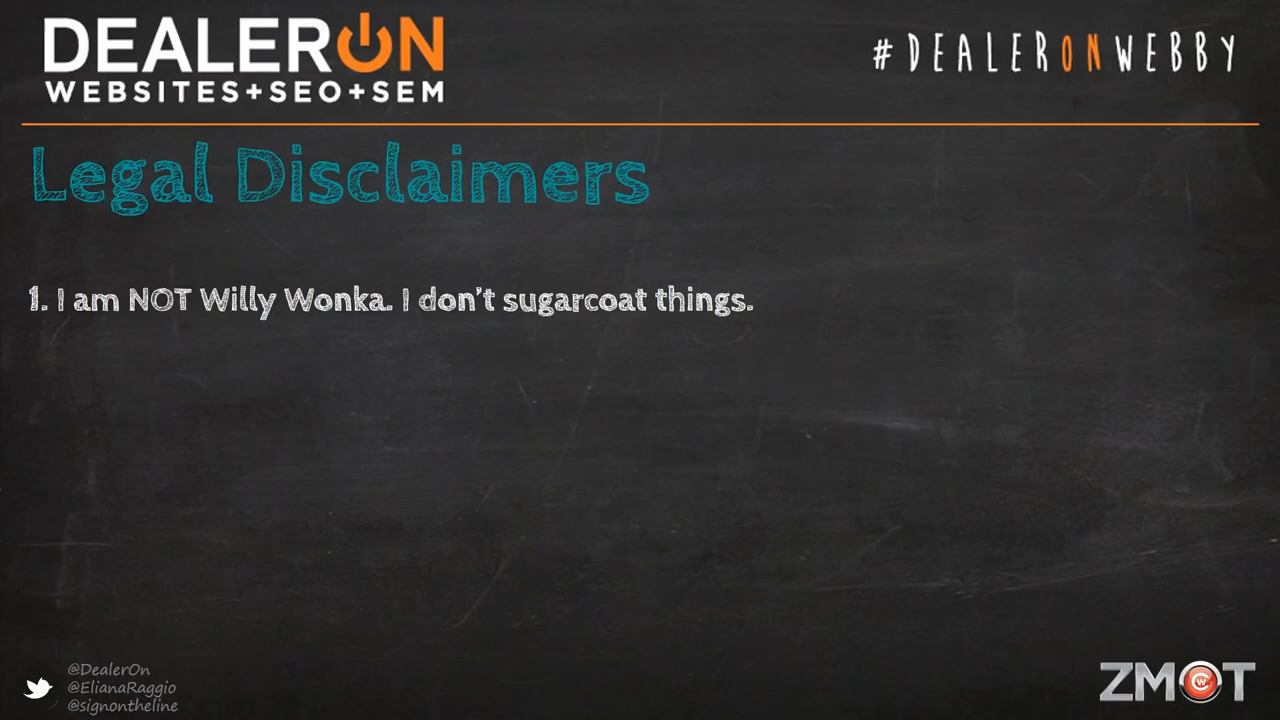 DEALERON
WEBSITES+SEO+SEM
#DEALERONWEBBY
Legal Disclaimers
1. I am NOT Willy Wonka. I don't sugarcoat things.
@DealerOn
@ElianaRaggio
@signontheline
ZMOT